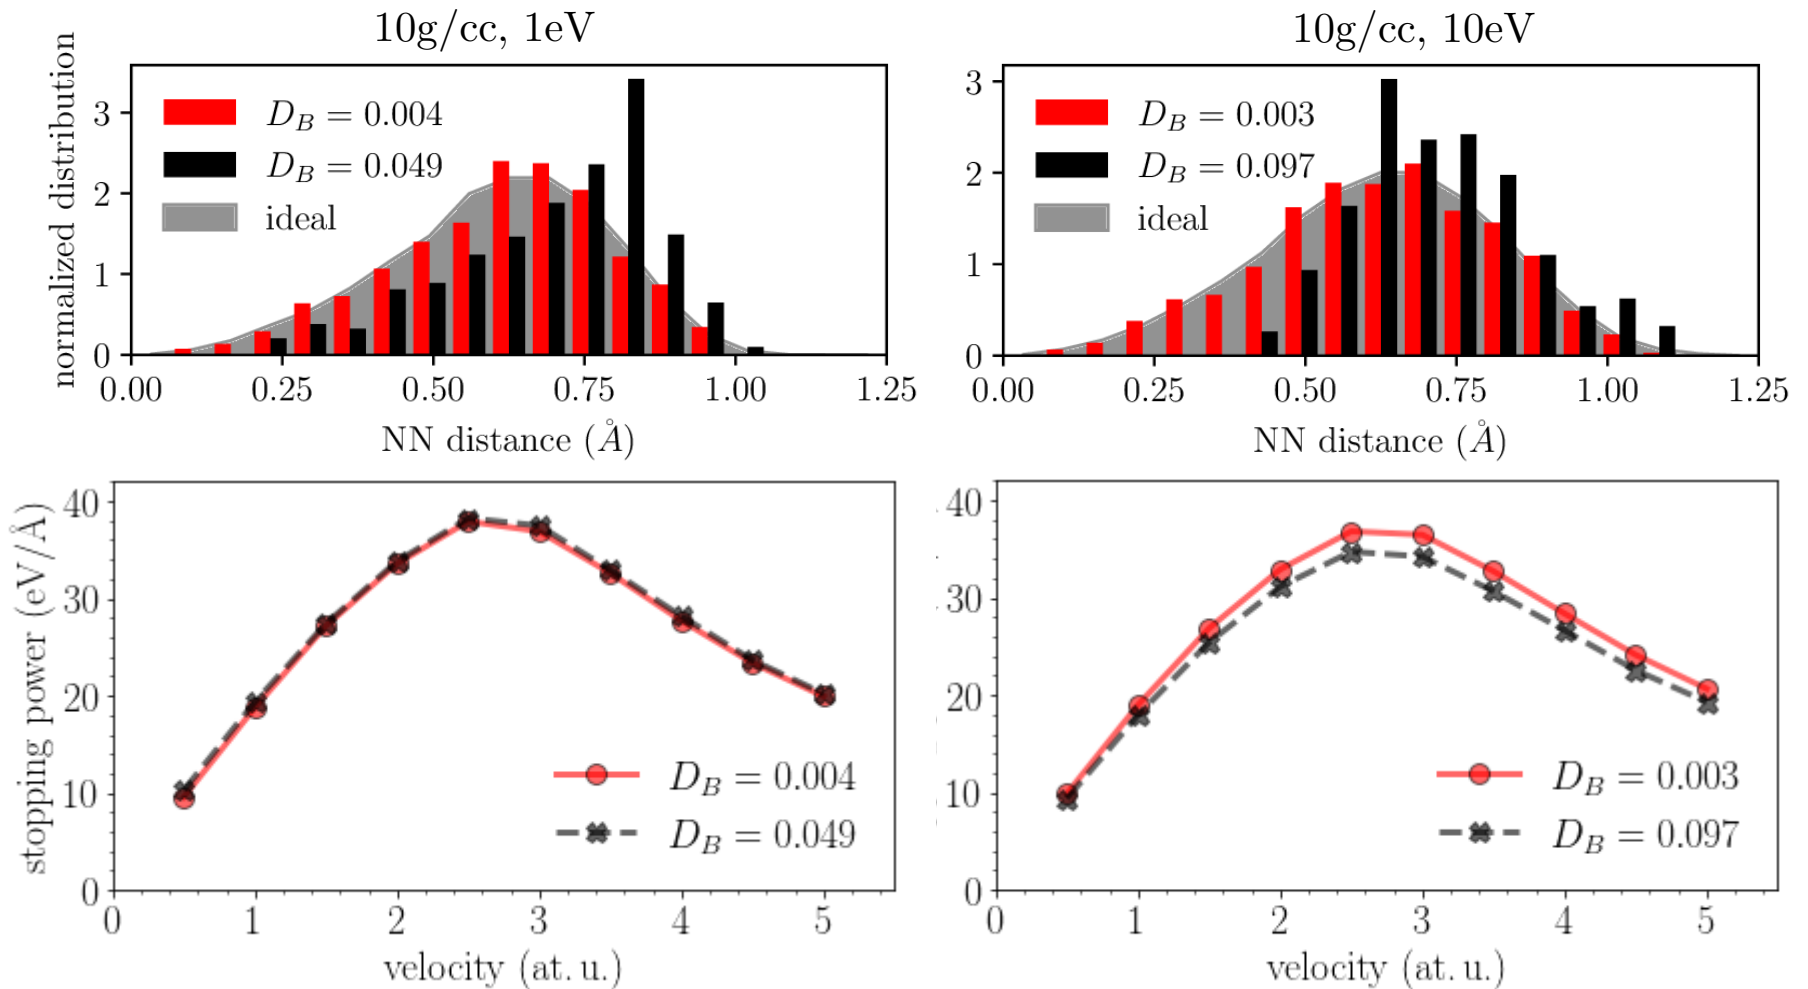 10g/cc, 1eV
normalized distribution
3
2
1
0
D_B = 0.004
D_B = 0.049
ideal
0.00 0.25 0.50 0.75 1.00 1.25
NN distance (Å)
10g/cc, 10eV
3
2
1
0
D_B = 0.003
D_B = 0.097
ideal
0.00 0.25 0.50 0.75 1.00 1.25
NN distance (Å)
stopping power (eV/Å)
40
30
20
10
0
D_B = 0.004
D_B = 0.049
0 1 2 3 4 5
velocity (at. u.)
40
30
20
10
0
D_B = 0.003
D_B = 0.097
0 1 2 3 4 5
velocity (at. u.)